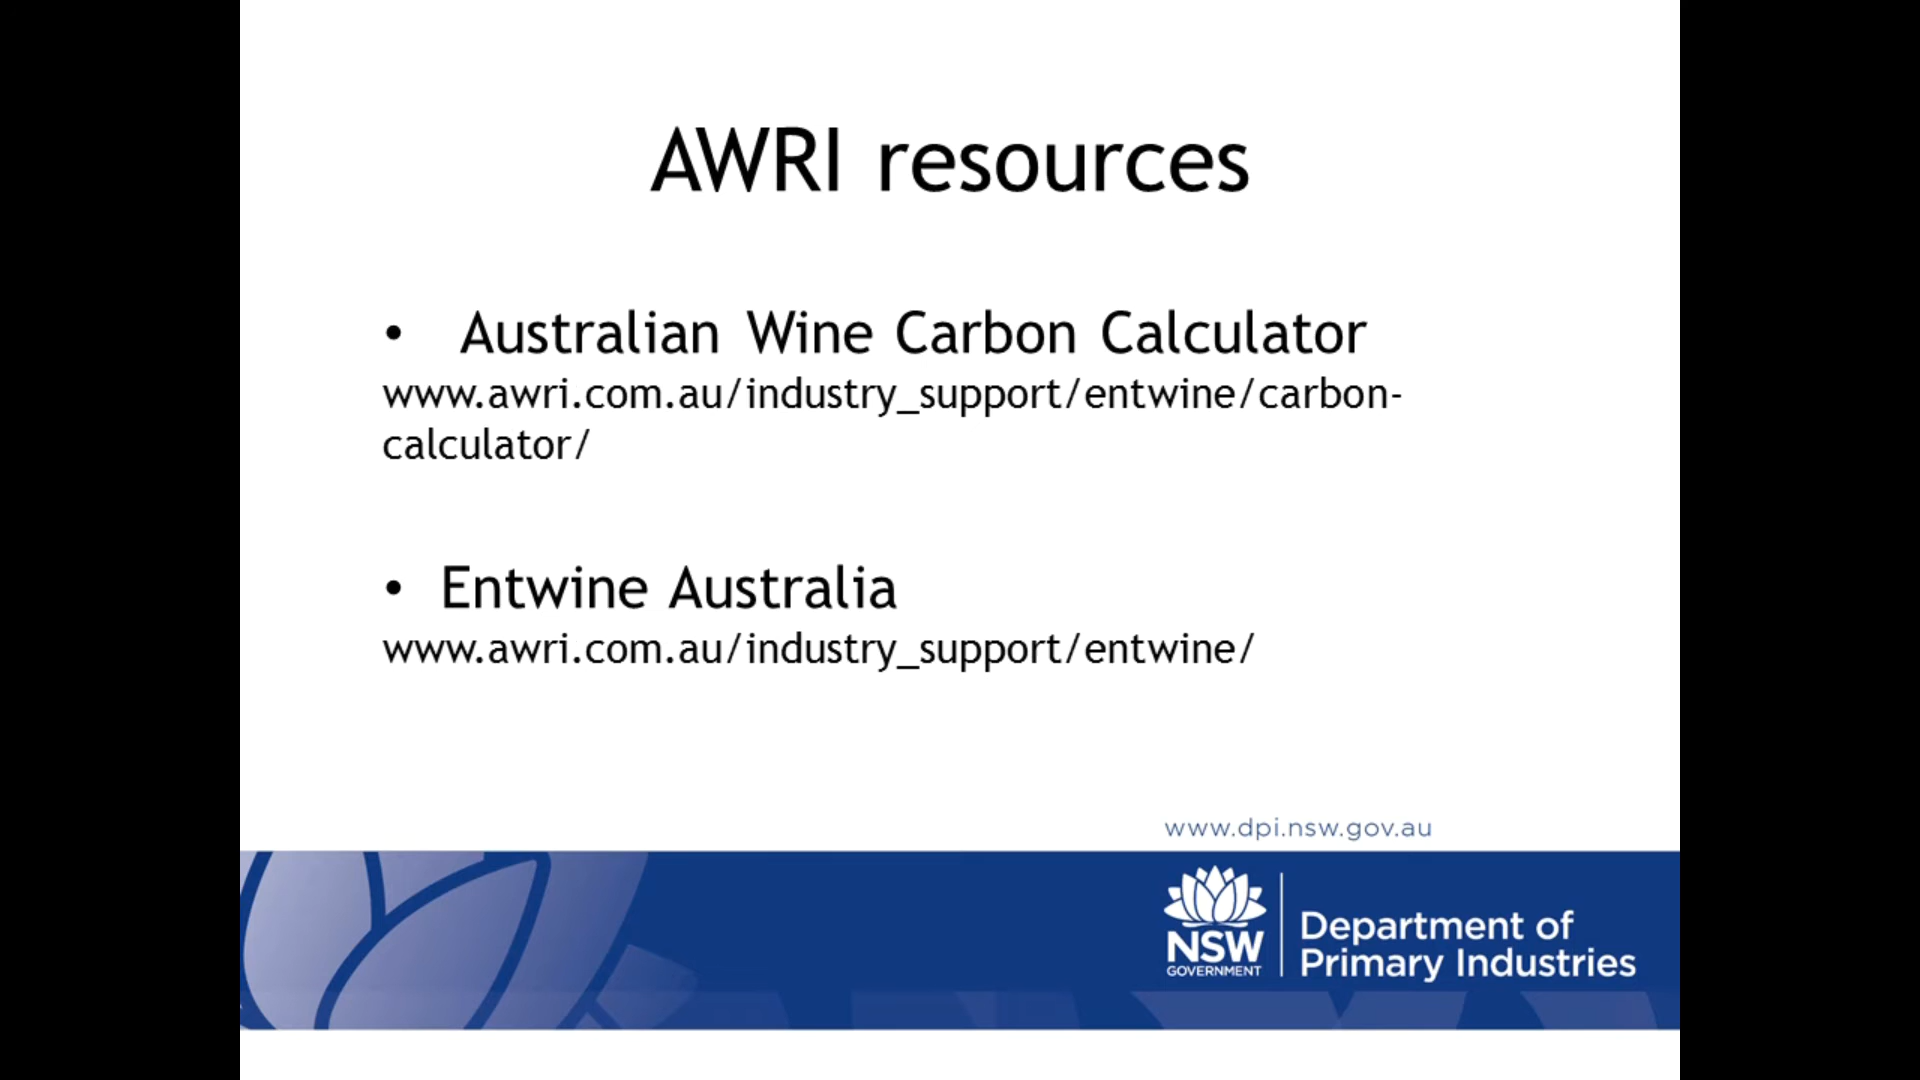 AWRI resources
• Australian Wine Carbon Calculator
www.awri.com.au/industry_support/entwine/carbon-
calculator/
• Entwine Australia
www.awri.com.au/industry_support/entwine/
www.dpi.nsw.gov.au
NSW
GOVERNMENT
Department of
Primary Industries